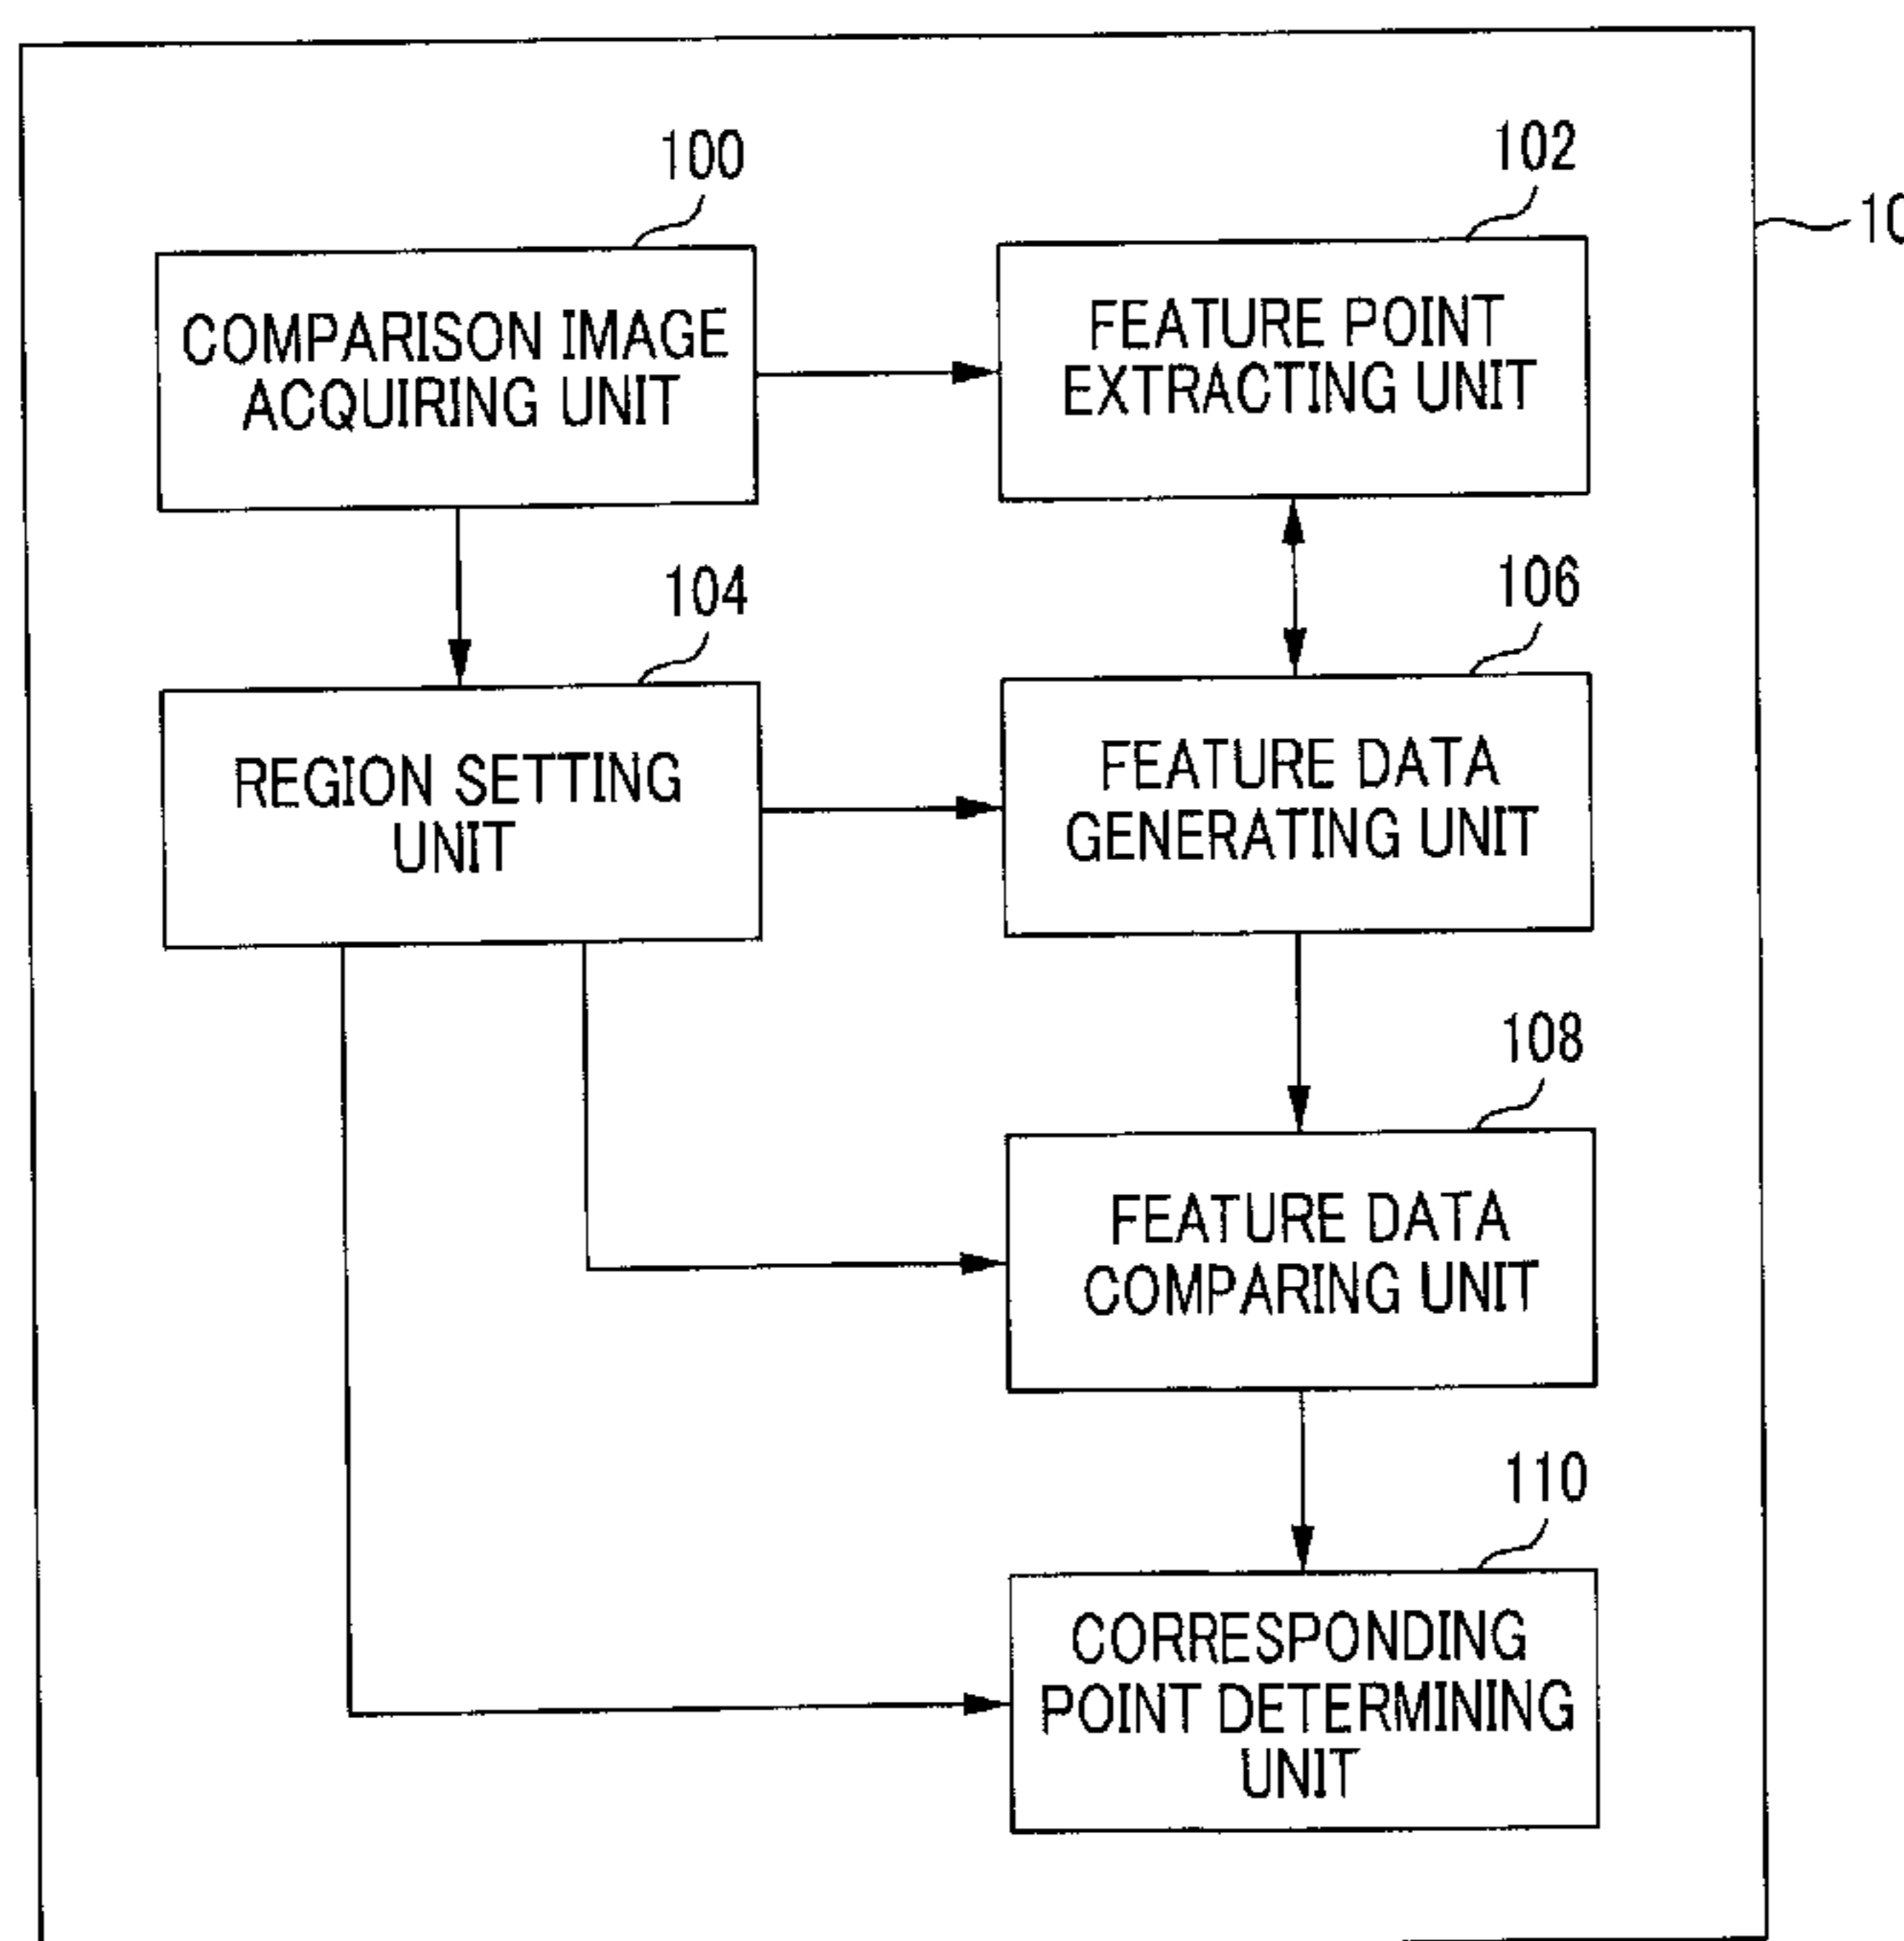 100
102
10
COMPARISON IMAGE
ACQUIRING UNIT
FEATURE POINT
EXTRACTING UNIT
104
106
REGION SETTING
UNIT
FEATURE DATA
GENERATING UNIT
108
FEATURE DATA
COMPARING UNIT
110
CORRESPONDING
POINT DETERMINING
UNIT